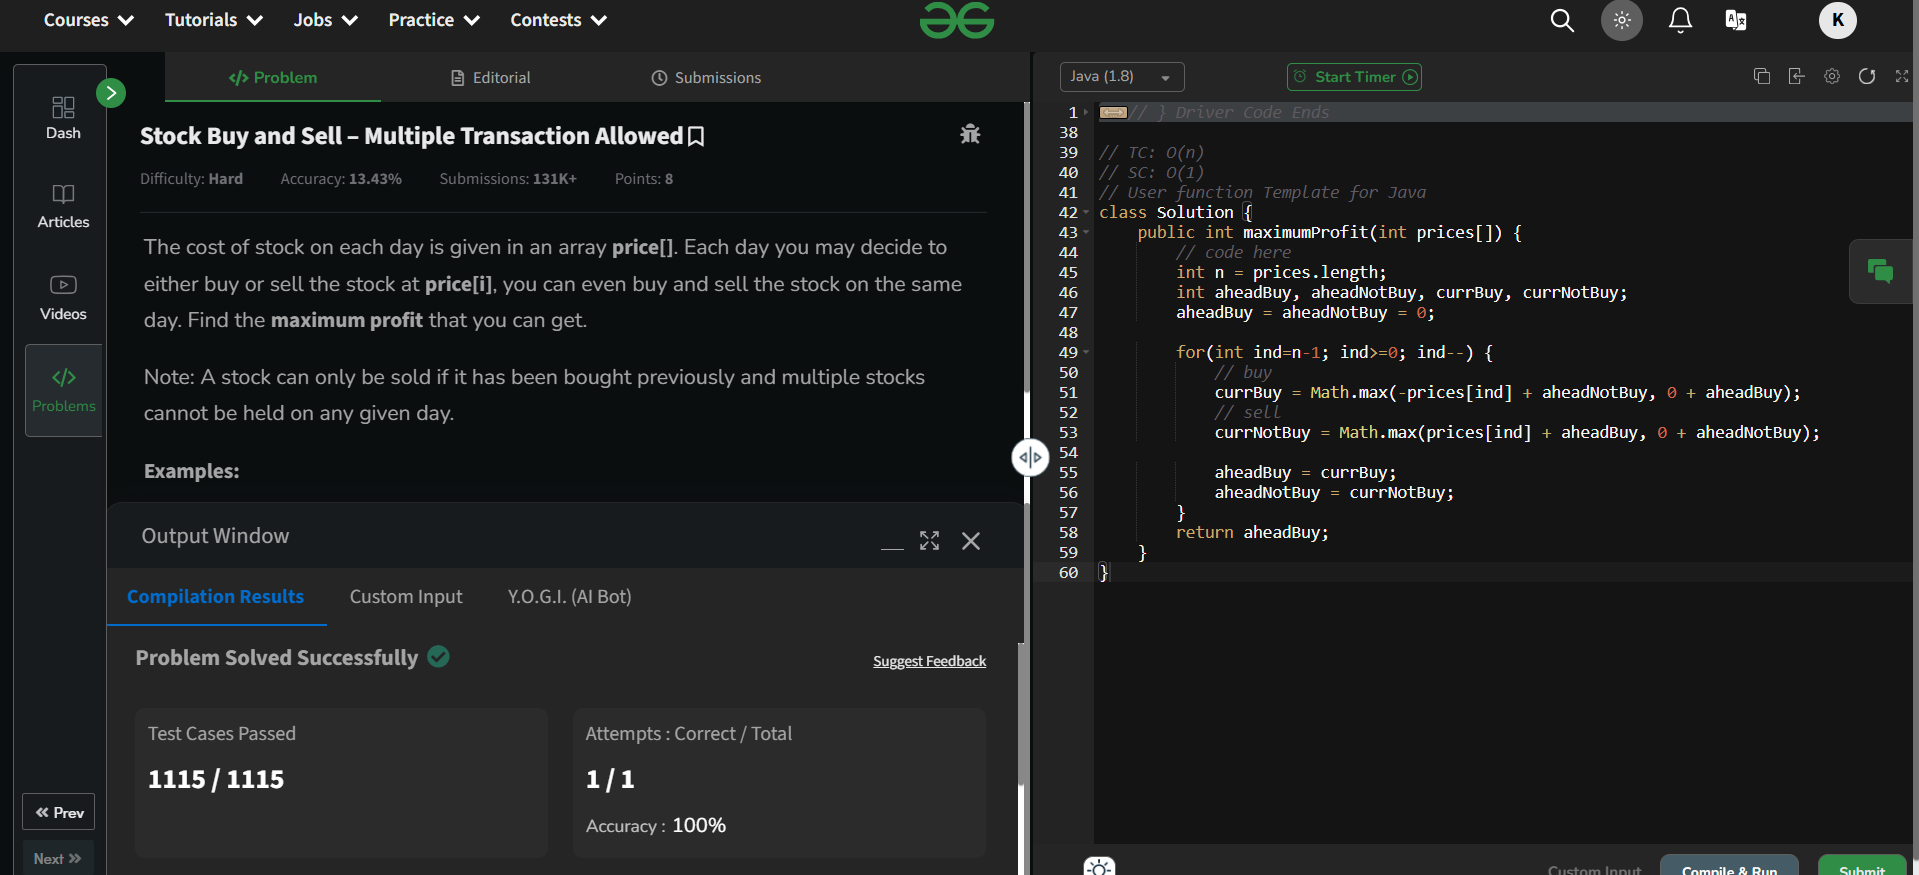 Courses Tutorials Jobs Practice Contests
K
Dash
Articles
Videos
Problems
Prev
Next
Problem Editorial Submissions
Stock Buy and Sell – Multiple Transaction Allowed
Difficulty: Hard Accuracy: 13.43% Submissions: 131K+ Points: 8
The cost of stock on each day is given in an array price[]. Each day you may decide to
either buy or sell the stock at price[i], you can even buy and sell the stock on the same
day. Find the maximum profit that you can get.
Note: A stock can only be sold if it has been bought previously and multiple stocks
cannot be held on any given day.
Examples:
Output Window
Compilation Results Custom Input Y.O.G.I. (AI Bot)
Problem Solved Successfully
Suggest Feedback
Test Cases Passed
1115 / 1115
Attempts : Correct / Total
1 / 1
Accuracy : 100%
Java (1.8) Start Timer
1 // } Driver Code Ends
38
39 // TC: O(n)
40 // SC: O(1)
41 // User function Template for Java
42 class Solution {
43 public int maximumProfit(int prices[]) {
44 // code here
45 int n = prices.length;
46 int aheadBuy, aheadNotBuy, currBuy, currNotBuy;
47 aheadBuy = aheadNotBuy = 0;
48
49 for(int ind=n-1; ind>=0; ind--) {
50 // buy
51 currBuy = Math.max(-prices[ind] + aheadNotBuy, 0 + aheadBuy);
52 // sell
53 currNotBuy = Math.max(prices[ind] + aheadBuy, 0 + aheadNotBuy);
54
55 aheadBuy = currBuy;
56 aheadNotBuy = currNotBuy;
57 }
58 return aheadBuy;
59 }
60 }
Custom Input Compile & Run Submit